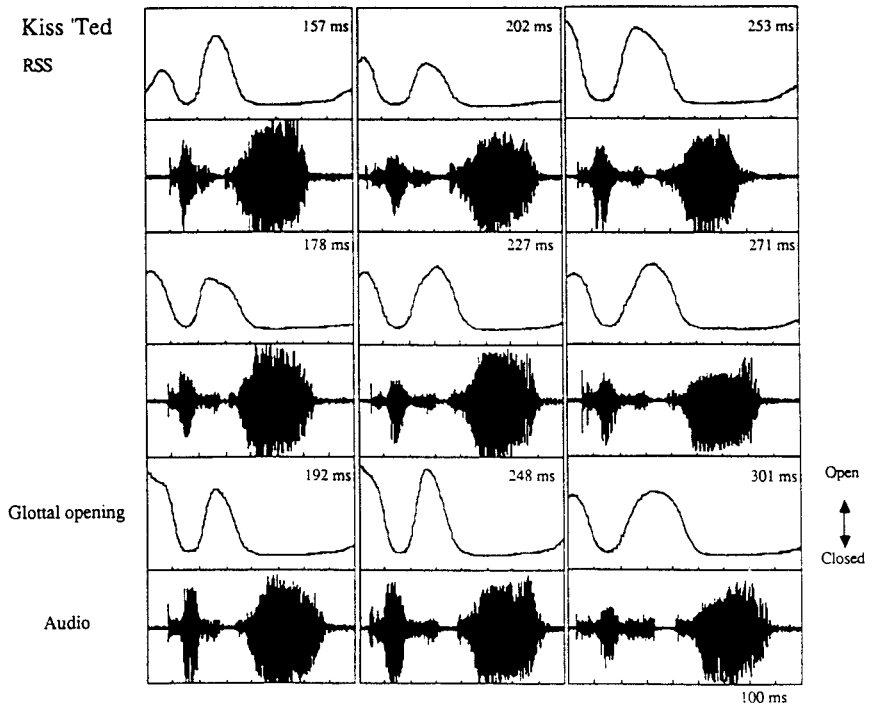 Kiss 'Ted
RSS
157 ms
202 ms
253 ms
178 ms
227 ms
271 ms
192 ms
248 ms
301 ms
Open
Glottal opening
Closed
Audio
100 ms